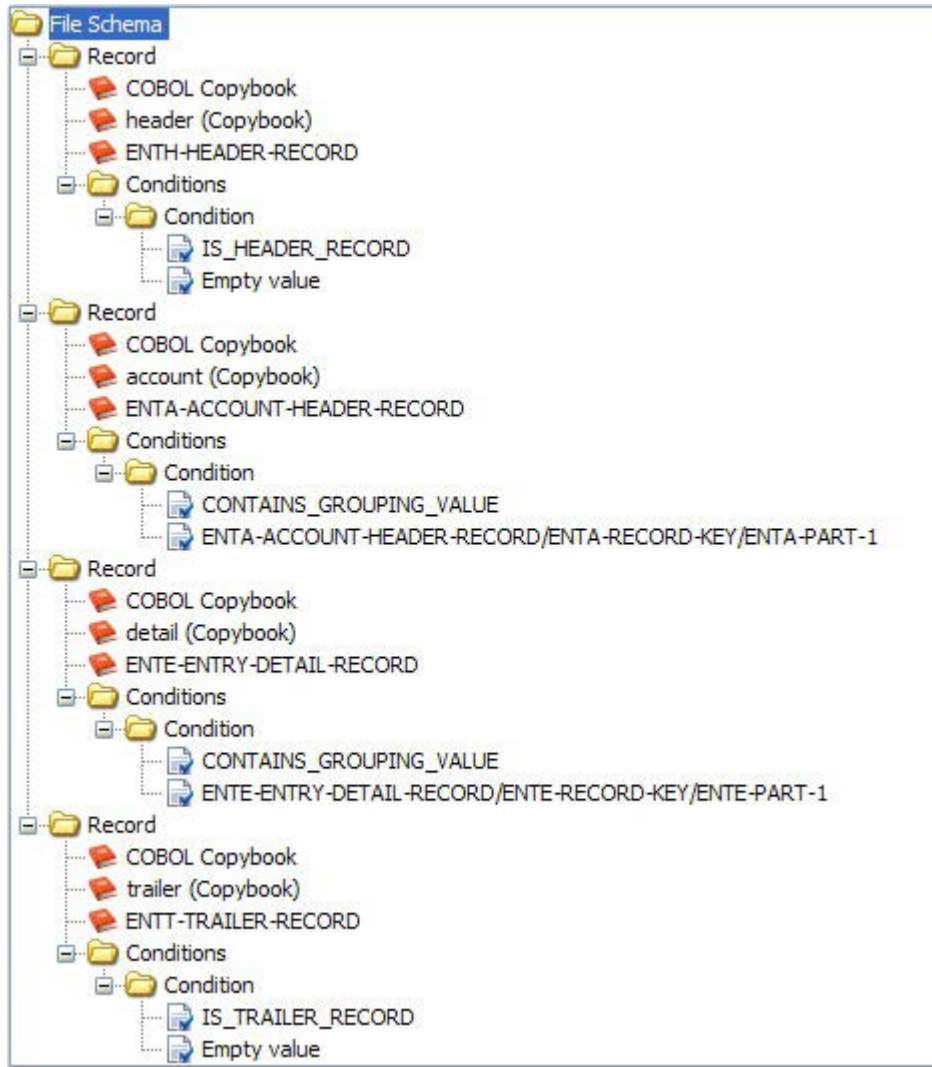 File Schema
Record
COBOL Copybook
header (Copybook)
ENTH-HEADER-RECORD
Conditions
Condition
IS_HEADER_RECORD
Empty value
Record
COBOL Copybook
account (Copybook)
ENTA-ACCOUNT-HEADER-RECORD
Conditions
Condition
CONTAINS_GROUPING_VALUE
ENTA-ACCOUNT-HEADER-RECORD/ENTA-RECORD-KEY/ENTA-PART-1
Record
COBOL Copybook
detail (Copybook)
ENTE-ENTRY-DETAIL-RECORD
Conditions
Condition
CONTAINS_GROUPING_VALUE
ENTE-ENTRY-DETAIL-RECORD/ENTE-RECORD-KEY/ENTE-PART-1
Record
COBOL Copybook
trailer (Copybook)
ENTT-TRAILER-RECORD
Conditions
Condition
IS_TRAILER_RECORD
Empty value